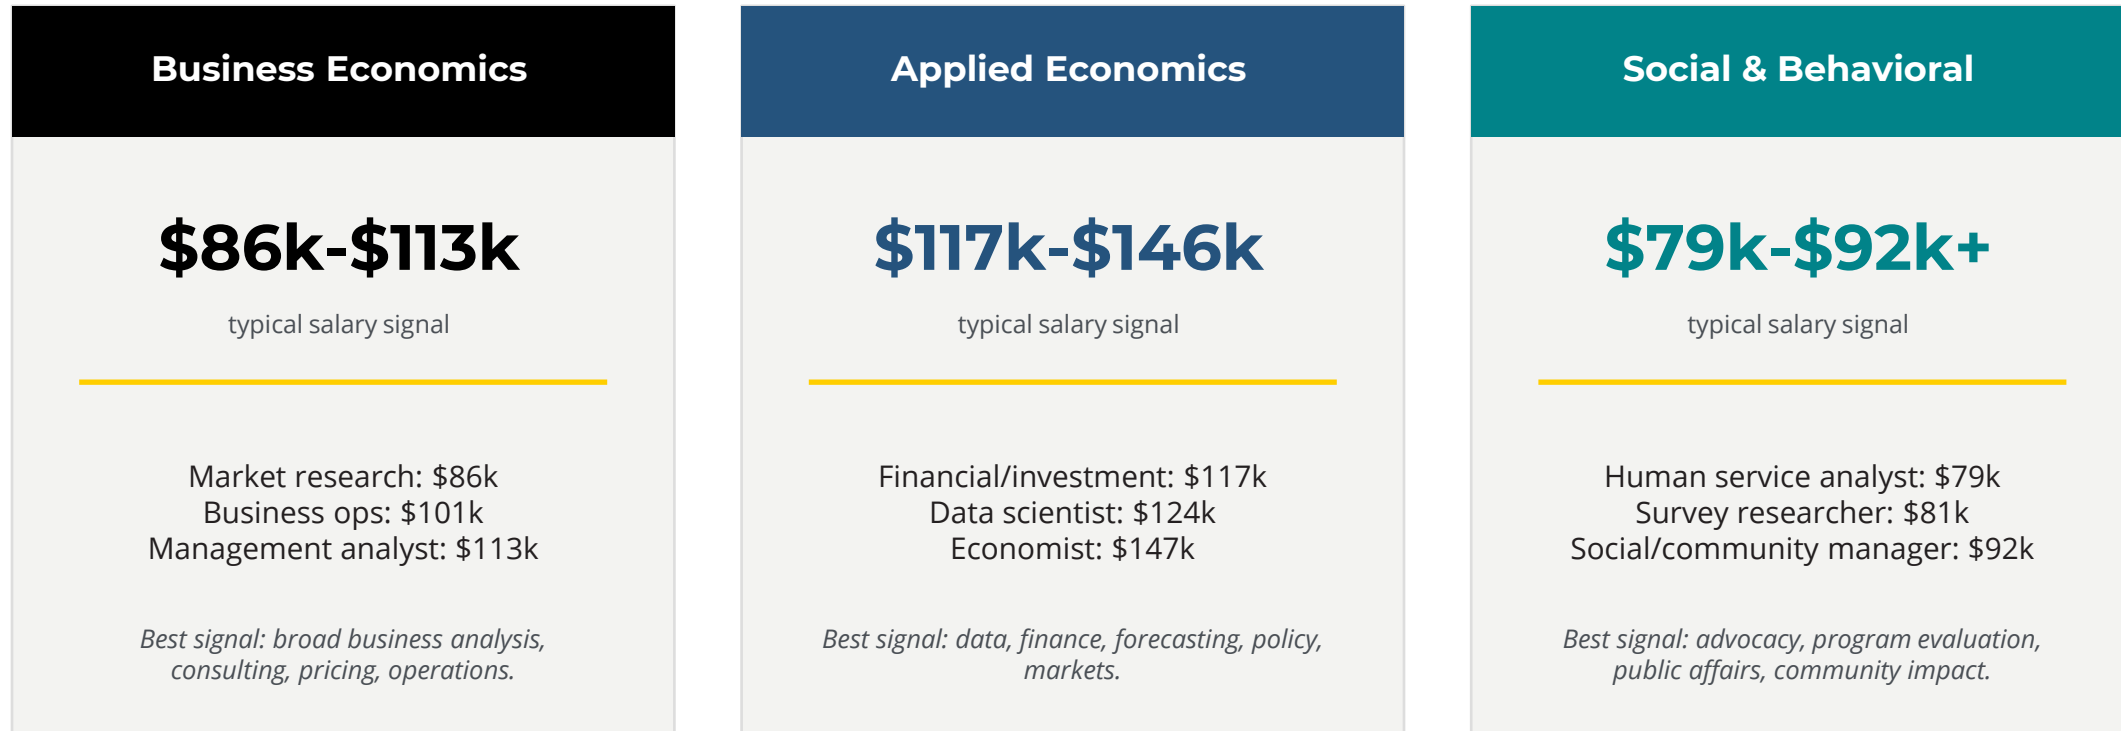 Business Economics
$86k-$113k
typical salary signal
Market research: $86k
Business ops: $101k
Management analyst: $113k
Best signal: broad business analysis,
consulting, pricing, operations.
Applied Economics
$117k-$146k
typical salary signal
Financial/investment: $117k
Data scientist: $124k
Economist: $147k
Best signal: data, finance, forecasting, policy,
markets.
Social & Behavioral
$79k-$92k+
typical salary signal
Human service analyst: $79k
Survey researcher: $81k
Social/community manager: $92k
Best signal: advocacy, program evaluation,
public affairs, community impact.